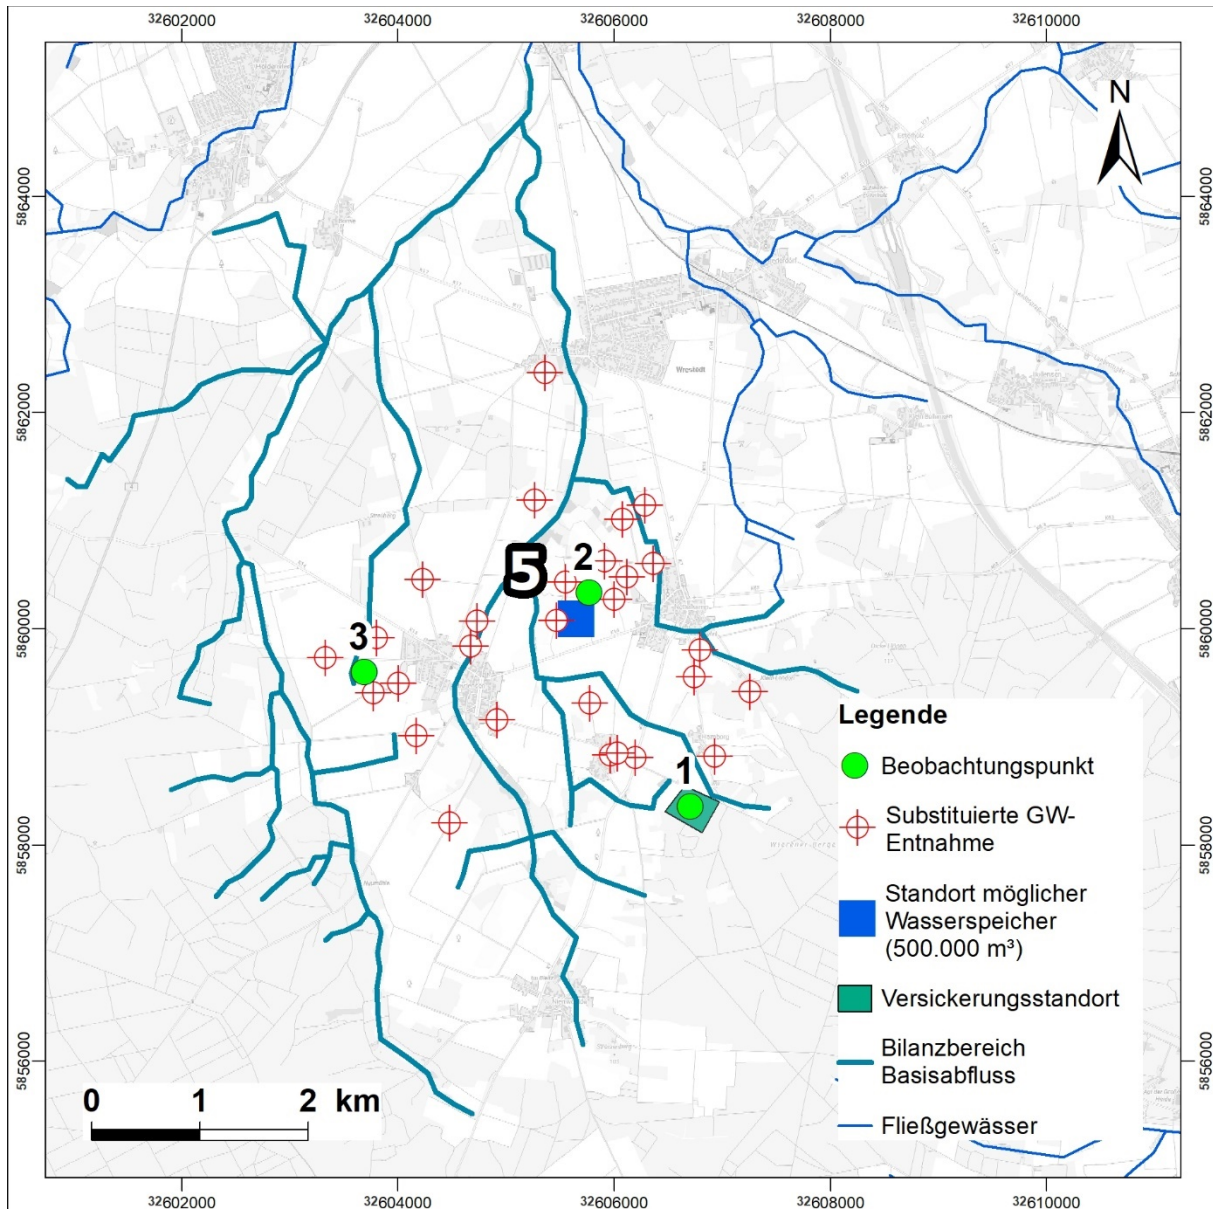 32602000 32604000 32606000 32608000 32610000
N
5864000 5864000
Wrestedt
5862000 5862000
5
2
5860000 5860000
3
1
Legende
Beobachtungspunkt
Substituierte GW-
Entnahme
5858000 5858000
Standort möglicher
Wasserspeicher
(500.000 m³)
Versickerungsstandort
Bilanzbereich
Basisabfluss
5856000 5856000
0 1 2 km
Fließgewässer
32602000 32604000 32606000 32608000 32610000